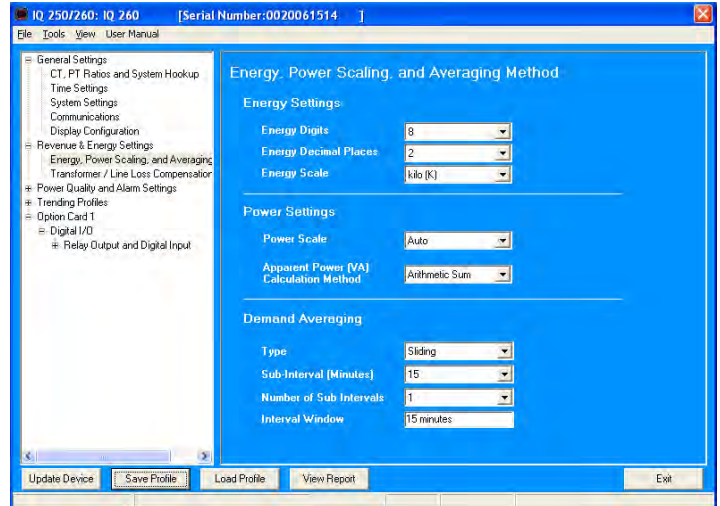 IQ 250/260: IQ 260 [Serial Number:0020061514 ]
File Tools View User Manual
General Settings
CT, PT Ratios and System Hookup
Time Settings
System Settings
Communications
Display Configuration
Revenue & Energy Settings
Energy, Power Scaling, and Averaging
Transformer / Line Loss Compensation
Power Quality and Alarm Settings
Trending Profiles
Option Card 1
Digital I/O
Relay Output and Digital Input
Energy, Power Scaling, and Averaging Method
Energy Settings
Energy Digits 8
Energy Decimal Places 2
Energy Scale kilo (K)
Power Settings
Power Scale Auto
Apparent Power (VA)
Calculation Method Arithmetic Sum
Demand Averaging
Type Sliding
Sub-Interval (Minutes) 15
Number of Sub Intervals 1
Interval Window 15 minutes
Update Device Save Profile Load Profile View Report Exit